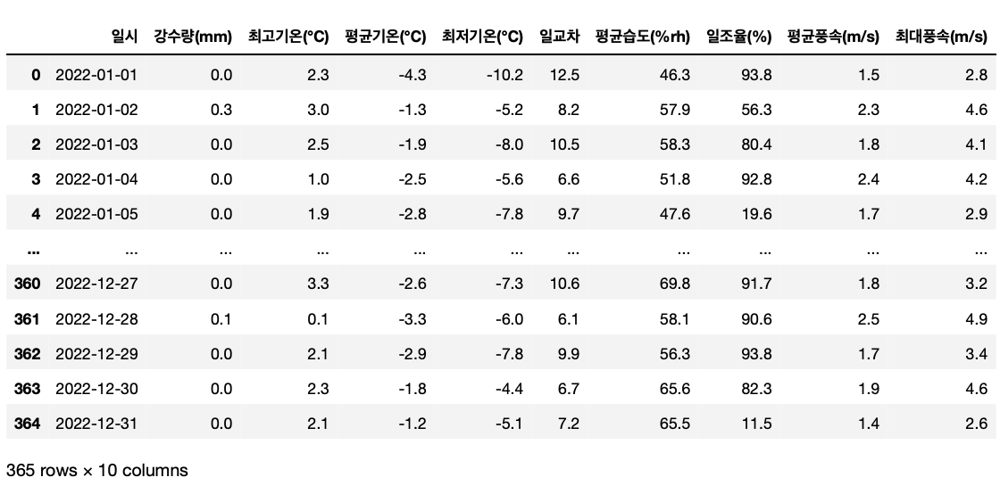 일시 강수량(mm) 최고기온(°C) 평균기온(°C) 최저기온(°C) 일교차 평균습도(%rh) 일조율(%) 평균풍속(m/s) 최대풍속(m/s)
0 2022-01-01 0.0 2.3 -4.3 -10.2 12.5 46.3 93.8 1.5 2.8
1 2022-01-02 0.3 3.0 -1.3 -5.2 8.2 57.9 56.3 2.3 4.6
2 2022-01-03 0.0 2.5 -1.9 -8.0 10.5 58.3 80.4 1.8 4.1
3 2022-01-04 0.0 1.0 -2.5 -5.6 6.6 51.8 92.8 2.4 4.2
4 2022-01-05 0.0 1.9 -2.8 -7.8 9.7 47.6 19.6 1.7 2.9
... ... ... ... ... ... ... ... ... ... ...
360 2022-12-27 0.0 3.3 -2.6 -7.3 10.6 69.8 91.7 1.8 3.2
361 2022-12-28 0.1 0.1 -3.3 -6.0 6.1 58.1 90.6 2.5 4.9
362 2022-12-29 0.0 2.1 -2.9 -7.8 9.9 56.3 93.8 1.7 3.4
363 2022-12-30 0.0 2.3 -1.8 -4.4 6.7 65.6 82.3 1.9 4.6
364 2022-12-31 0.0 2.1 -1.2 -5.1 7.2 65.5 11.5 1.4 2.6
365 rows × 10 columns